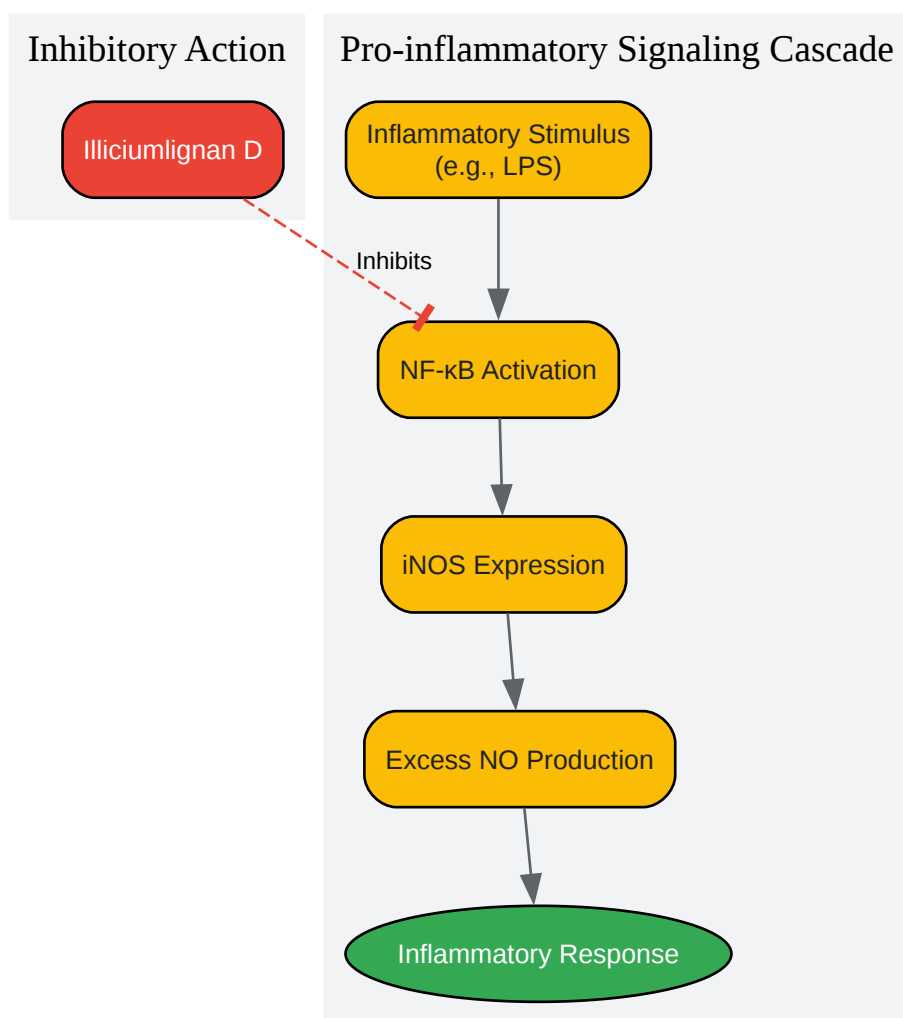 Inhibitory Action
Illiciumlignan D
Pro-inflammatory Signaling Cascade
Inflammatory Stimulus
(e.g., LPS)
Inhibits
NF-κB Activation
iNOS Expression
Excess NO Production
Inflammatory Response